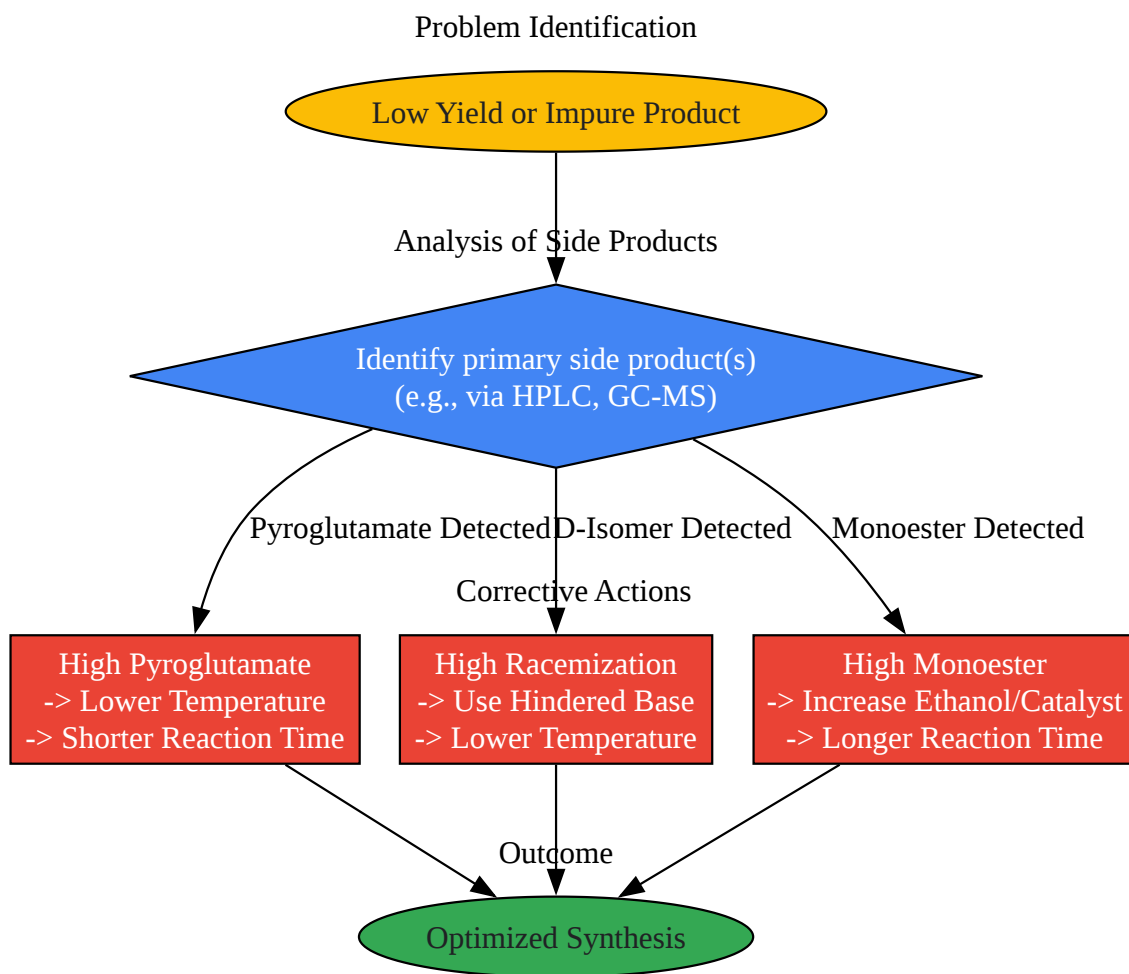 Problem Identification
Low Yield or Impure Product
Analysis of Side Products
Identify primary side product(s)
(e.g., via HPLC, GC-MS)
Pyroglutamate Detected
D-Isomer Detected
Monoester Detected
Corrective Actions
High Pyroglutamate
-> Lower Temperature
-> Shorter Reaction Time
High Racemization
-> Use Hindered Base
-> Lower Temperature
High Monoester
-> Increase Ethanol/Catalyst
-> Longer Reaction Time
Outcome
Optimized Synthesis